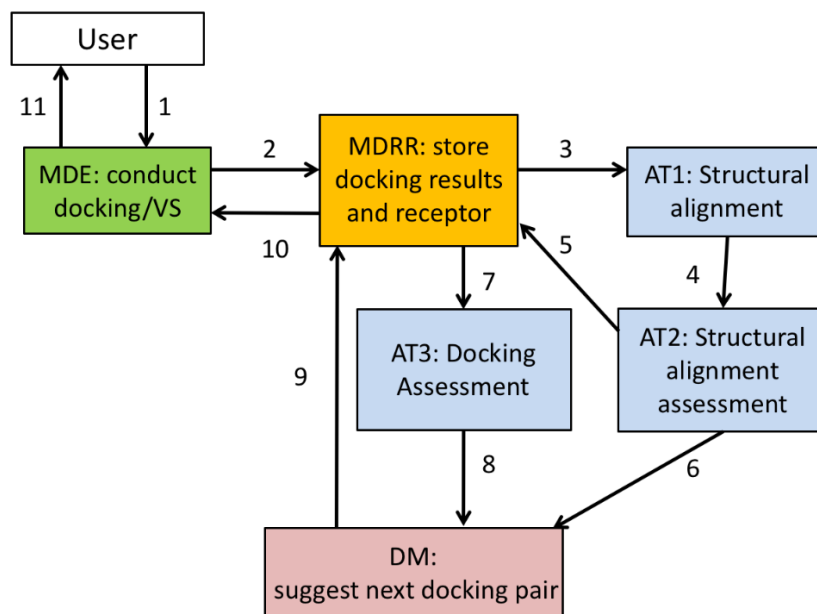 User
11
1
MDE: conduct
docking/VS
2
10
MDRR: store
docking results
and receptor
3
AT1: Structural
alignment
4
5
7
AT2: Structural
alignment
assessment
AT3: Docking
Assessment
9
8
6
DM:
suggest next docking pair